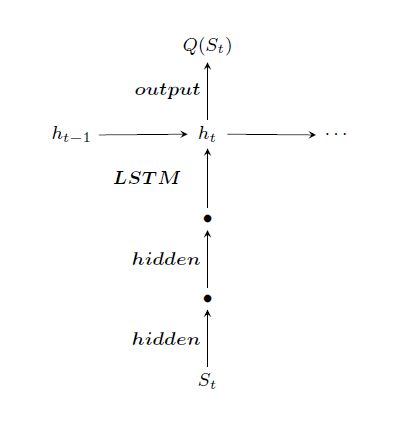 Q(S_t)
output
h_{t-1} h_t ⋯
LSTM
hidden
hidden
S_t